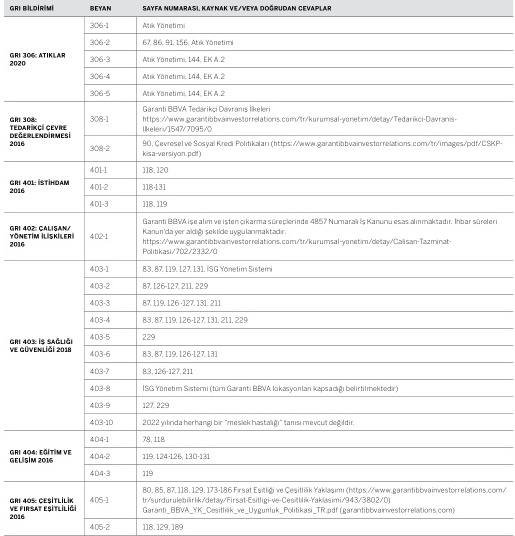 GRI BİLDİRİMİ BEYAN SAYFA NUMARASI, KAYNAK VE/VEYA DOĞRUDAN CEVAPLAR
GRI 306: ATIKLAR
2020
306-1 Atık Yönetimi
306-2 67, 86, 91, 156, Atık Yönetimi
306-3 Atık Yönetimi, 144, EK A.2
306-4 Atık Yönetimi, 144, EK A.2
306-5 Atık Yönetimi, 144, EK A.2
GRI 308:
TEDARİKÇİ ÇEVRE
DEĞERLENDİRMESİ
2016
308-1 Garanti BBVA Tedarikçi Davranış İlkeleri
https://www.garantibbvainvestorrelations.com/tr/kurumsal-yonetim/detay/Tedarikci-Davranis-
Ilkeleri/1547/7095/0
308-2 90, Çevresel ve Sosyal Kredi Politikaları (https://www.garantibbvainvestorrelations.com/tr/images/pdf/CSKP-
kisa-versiyon.pdf)
GRI 401: İSTİHDAM
2016
401-1 118, 120
401-2 118-131
401-3 118, 119
GRI 402: ÇALIŞAN/
YÖNETİM İLİŞKİLERİ
2016
402-1 Garanti BBVA işe alım ve işten çıkarma süreçlerinde 4857 Numaralı İş Kanunu esas alınmaktadır. İhbar süreleri
Kanun'da yer aldığı şekilde uygulanmaktadır.
https://www.garantibbvainvestorrelations.com/tr/kurumsal-yonetim/detay/Calisan-Tazminat-
Politikasi/702/2332/0
GRI 403: İŞ SAĞLIĞI
VE GÜVENLİĞİ 2018
403-1 83, 87, 119, 127, 131, İSG Yönetim Sistemi
403-2 87, 126-127, 211, 229
403-3 87, 119, 126 -127, 131, 211
403-4 83, 87, 119, 126-127, 131, 211, 229
403-5 229
403-6 83, 87, 119, 126-127, 131
403-7 83, 126-127, 211
403-8 İSG Yönetim Sistemi (tüm Garanti BBVA lokasyonları kapsadığı belirtilmektedir)
403-9 127, 229
403-10 2022 yılında herhangi bir "meslek hastalığı" tanısı mevcut değildir.
GRI 404: EĞİTİM VE
GELİŞİM 2016
404-1 78, 118
404-2 119, 124-126, 130-131
404-3 119
GRI 405: ÇEŞİTLİLİK
VE FIRSAT EŞİTLİLİĞİ
2016
405-1 80, 85, 87, 118, 129, 173-186 Fırsat Eşitliği ve Çeşitlilik Yaklaşımı (https://www.garantibbvainvestorrelations.com/
tr/surdurulebilirlik/detay/Firsat-Esitligi-ve-Cesitlilik-Yaklasimi/943/3802/0)
Garanti_BBVA_YK_Cesitlilik_ve_Uygunluk_Politikasi_TR.pdf (garantibbvainvestorrelations.com)
405-2 118, 129, 189